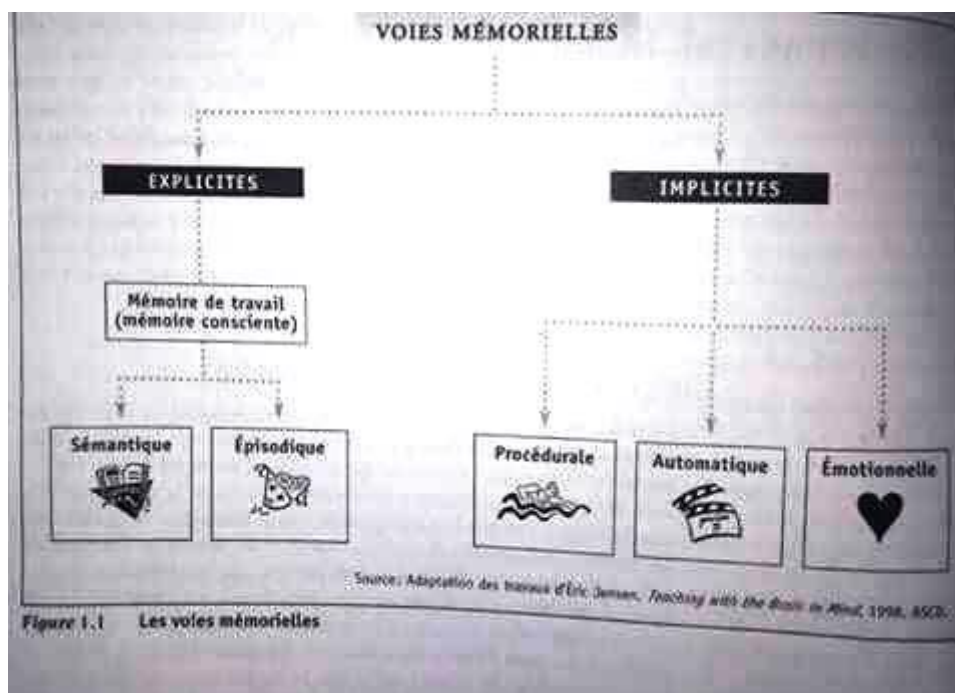 VOIES MÉMORIELLES
EXPLICITES
IMPLICITES
Mémoire de travail
(mémoire consciente)
Sémantique
Épisodique
Procédurale
Automatique
Émotionnelle
Source: Adaptation des travaux d'Eric Jensen, Teaching with the Brain in Mind, 1998, ASCD.
Figure 1.1 Les voies mémorielles